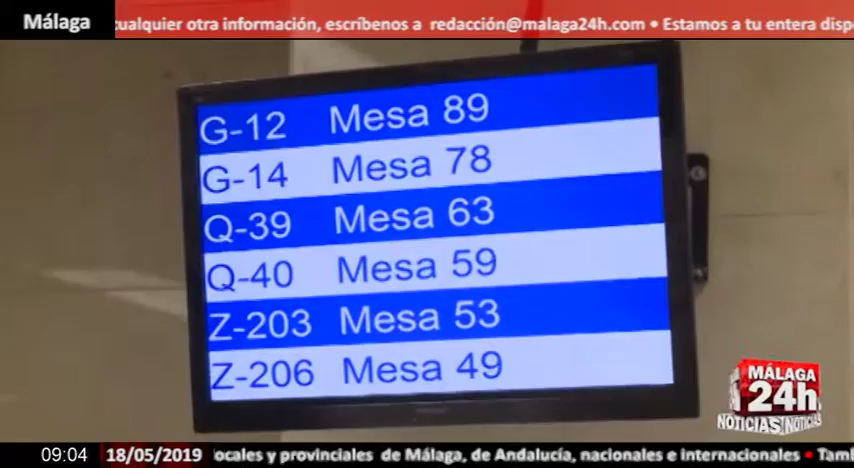 Málaga
cualquier otra información, escríbenos a redacción@malaga24h.com • Estamos a tu entera disp
G-12 Mesa 89
G-14 Mesa 78
Q-39 Mesa 63
Q-40 Mesa 59
Z-203 Mesa 53
Z-206 Mesa 49
MÁLAGA
24h
NOTICIAS NOTICIAS
09:04 18/05/2019 locales y provinciales de Málaga, de Andalucía, nacionales e internacionales • Tam